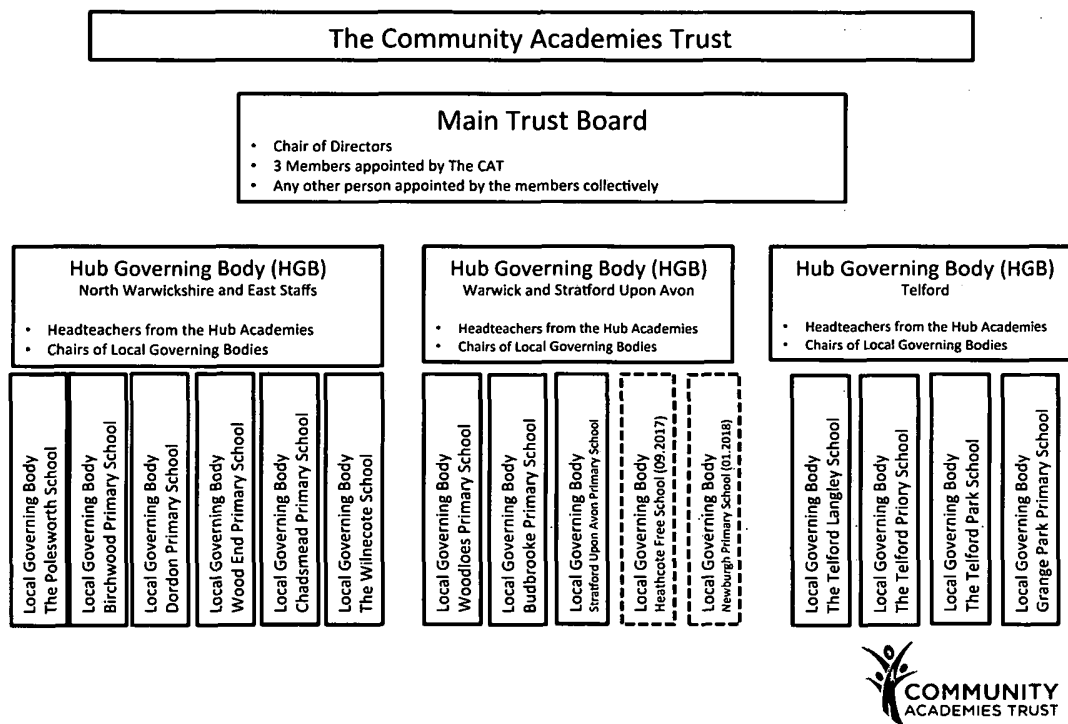 The Community Academies Trust
Main Trust Board
• Chair of Directors
• 3 Members appointed by The CAT
• Any other person appointed by the members collectively
Hub Governing Body (HGB)
North Warwickshire and East Staffs
• Headteachers from the Hub Academies
• Chairs of Local Governing Bodies
Local Governing Body
The Polesworth School
Local Governing Body
Birchwood Primary School
Local Governing Body
Dordon Primary School
Local Governing Body
Wood End Primary School
Local Governing Body
Chadsmead Primary School
Local Governing Body
The Wilnecote School
Hub Governing Body (HGB)
Warwick and Stratford Upon Avon
• Headteachers from the Hub Academies
• Chairs of Local Governing Bodies
Local Governing Body
Woodloes Primary School
Local Governing Body
Budbrooke Primary School
Local Governing Body
Stratford Upon Avon Primary School
Local Governing Body
Heathcote Free School (09.2017)
Local Governing Body
Newburgh Primary School (01.2018)
Hub Governing Body (HGB)
Telford
• Headteachers from the Hub Academies
• Chairs of Local Governing Bodies
Local Governing Body
The Telford Langley School
Local Governing Body
The Telford Priory School
Local Governing Body
The Telford Park School
Local Governing Body
Grange Park Primary School
COMMUNITY
ACADEMIES TRUST